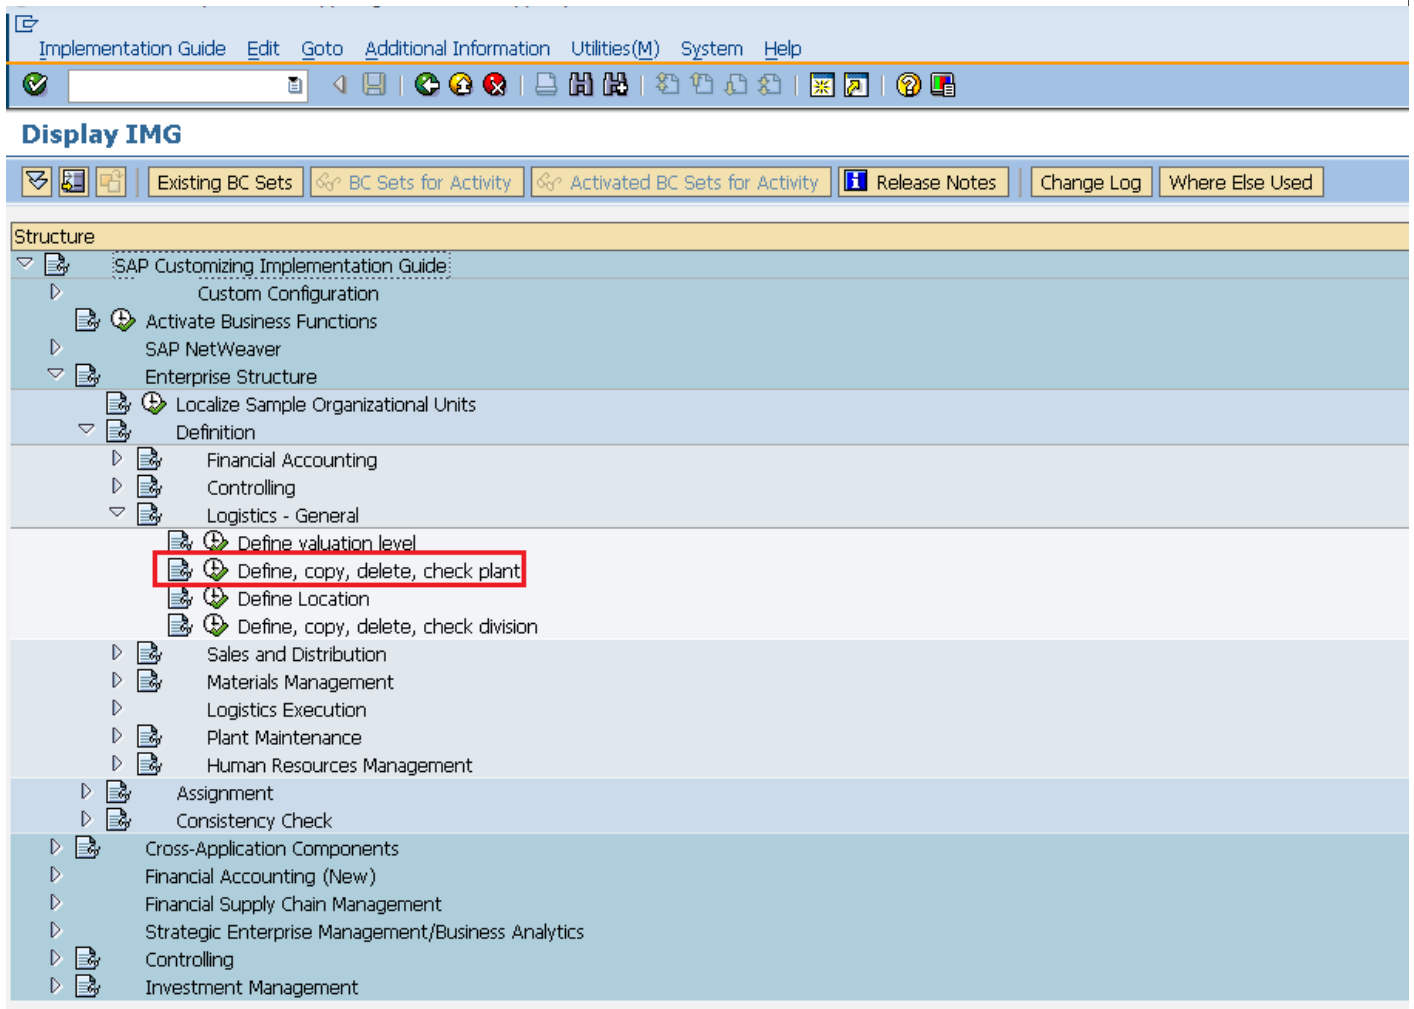 Implementation Guide Edit Goto Additional Information Utilities(M) System Help
Display IMG
Existing BC Sets BC Sets for Activity Activated BC Sets for Activity Release Notes Change Log Where Else Used
Structure
SAP Customizing Implementation Guide
Custom Configuration
Activate Business Functions
SAP NetWeaver
Enterprise Structure
Localize Sample Organizational Units
Definition
Financial Accounting
Controlling
Logistics - General
Define valuation level
Define, copy, delete, check plant
Define Location
Define, copy, delete, check division
Sales and Distribution
Materials Management
Logistics Execution
Plant Maintenance
Human Resources Management
Assignment
Consistency Check
Cross-Application Components
Financial Accounting (New)
Financial Supply Chain Management
Strategic Enterprise Management/Business Analytics
Controlling
Investment Management